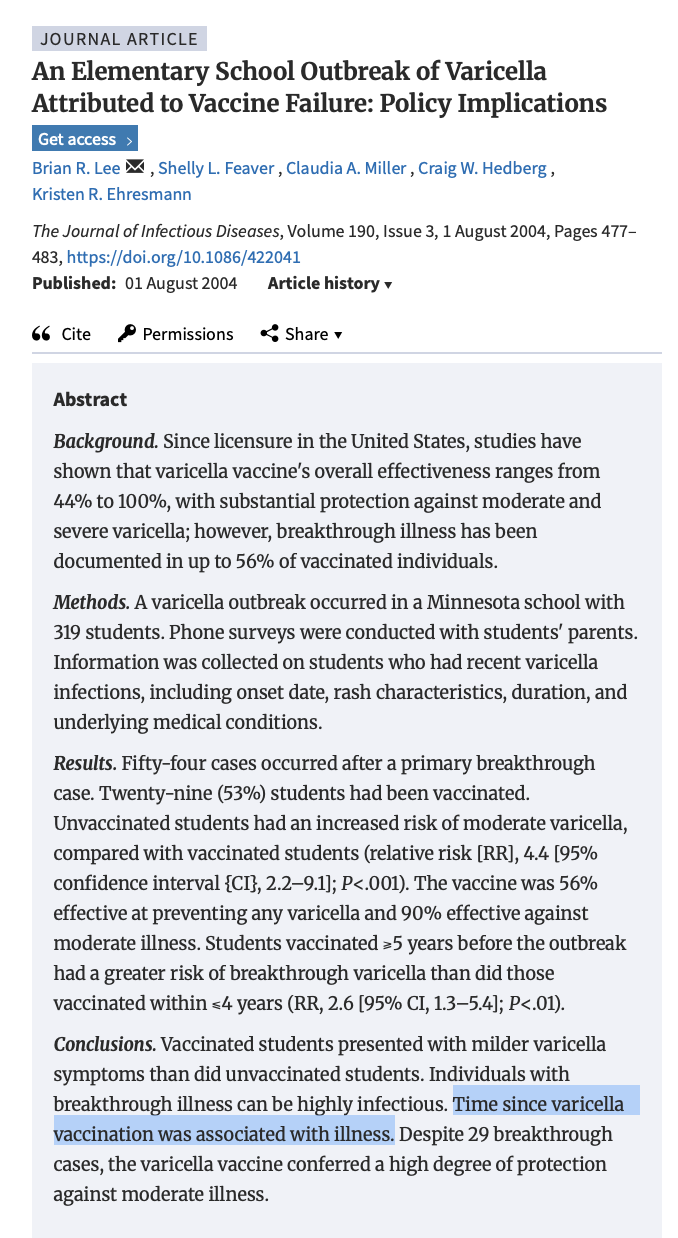 JOURNAL ARTICLE
An Elementary School Outbreak of Varicella
Attributed to Vaccine Failure: Policy Implications
Get access
Brian R. Lee , Shelly L. Feaver , Claudia A. Miller , Craig W. Hedberg ,
Kristen R. Ehresmann
The Journal of Infectious Diseases, Volume 190, Issue 3, 1 August 2004, Pages 477–
483, https://doi.org/10.1086/422041
Published: 01 August 2004 Article history
Cite Permissions Share
Abstract
Background. Since licensure in the United States, studies have
shown that varicella vaccine's overall effectiveness ranges from
44% to 100%, with substantial protection against moderate and
severe varicella; however, breakthrough illness has been
documented in up to 56% of vaccinated individuals.
Methods. A varicella outbreak occurred in a Minnesota school with
319 students. Phone surveys were conducted with students' parents.
Information was collected on students who had recent varicella
infections, including onset date, rash characteristics, duration, and
underlying medical conditions.
Results. Fifty-four cases occurred after a primary breakthrough
case. Twenty-nine (53%) students had been vaccinated.
Unvaccinated students had an increased risk of moderate varicella,
compared with vaccinated students (relative risk [RR], 4.4 [95%
confidence interval {CI}, 2.2–9.1]; P<.001). The vaccine was 56%
effective at preventing any varicella and 90% effective against
moderate illness. Students vaccinated ⩾5 years before the outbreak
had a greater risk of breakthrough varicella than did those
vaccinated within ⩽4 years (RR, 2.6 [95% CI, 1.3–5.4]; P<.01).
Conclusions. Vaccinated students presented with milder varicella
symptoms than did unvaccinated students. Individuals with
breakthrough illness can be highly infectious. Time since varicella
vaccination was associated with illness. Despite 29 breakthrough
cases, the varicella vaccine conferred a high degree of protection
against moderate illness.